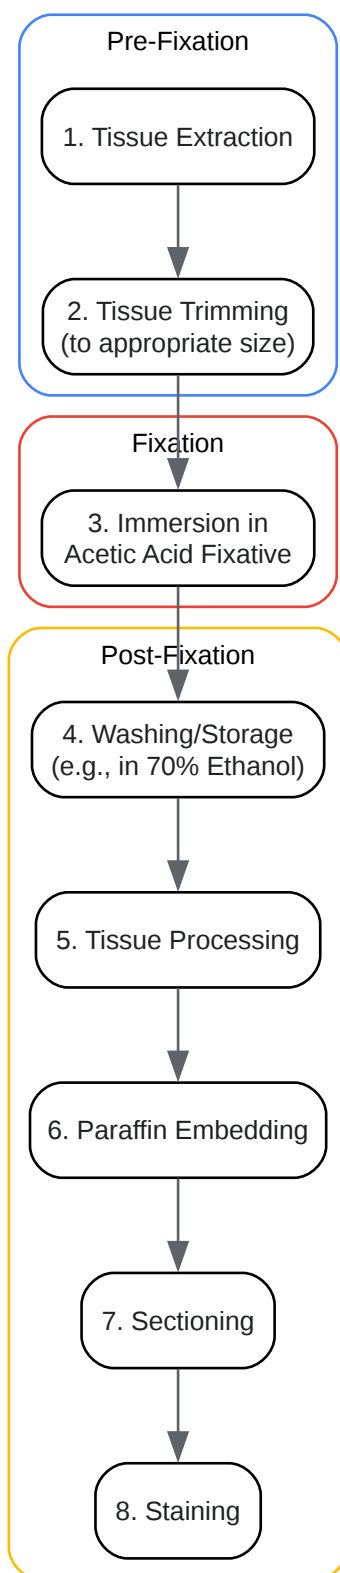 Pre-Fixation
1. Tissue Extraction
2. Tissue Trimming
(to appropriate size)
Fixation
3. Immersion in
Acetic Acid Fixative
Post-Fixation
4. Washing/Storage
(e.g., in 70% Ethanol)
5. Tissue Processing
6. Paraffin Embedding
7. Sectioning
8. Staining